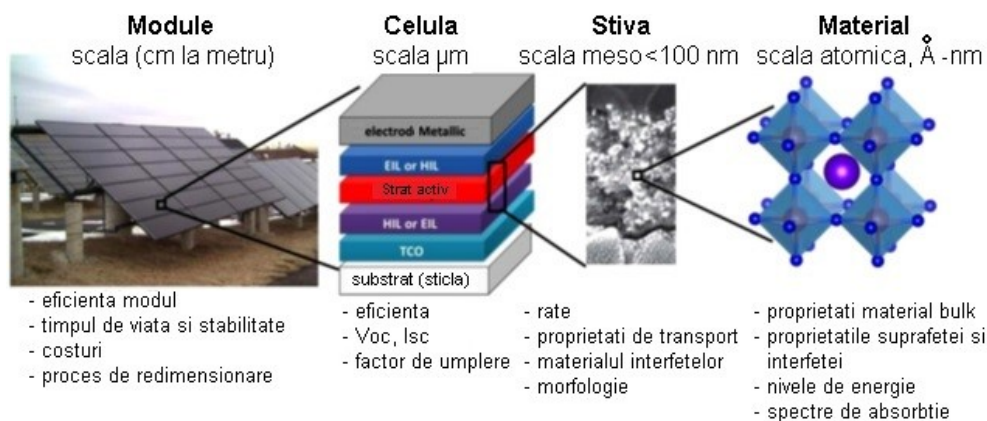 Module
scala (cm la metru)
Celula
scala µm
Stiva
scala meso<100 nm
Material
scala atomica, Å -nm
electrod Metallic
EIL or HIL
Strat activ
HIL or EIL
TCO
substrat (sticla)
- eficienta modul
- timpul de viata si stabilitate
- costuri
- proces de redimensionare
- eficienta
- Voc, Isc
- factor de umplere
- rate
- proprietati de transport
- materialul interfetelor
- morfologie
- proprietati material bulk
- proprietatile suprafetei si
interfetei
- nivele de energie
- spectre de absorbtie